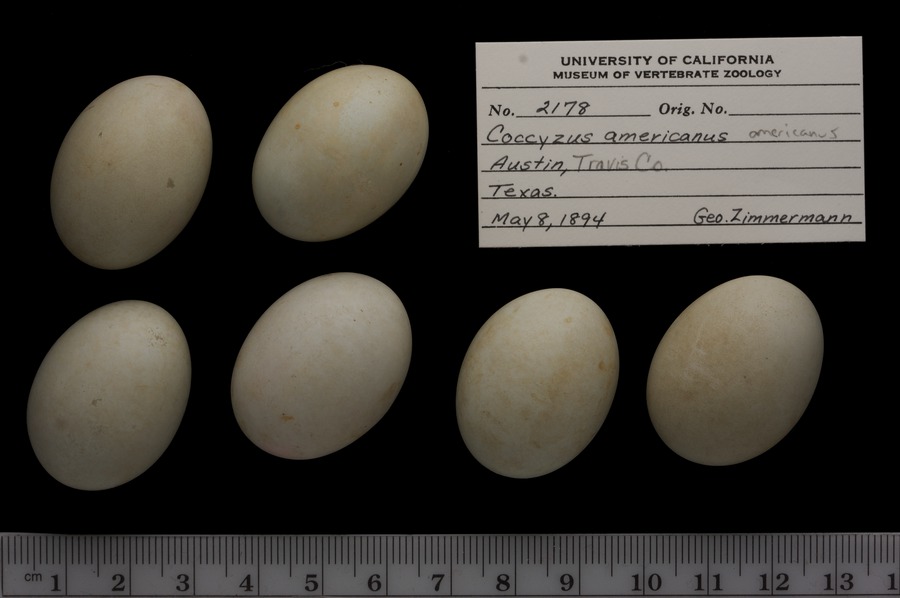 UNIVERSITY OF CALIFORNIA
MUSEUM OF VERTEBRATE ZOOLOGY
No. 2178 Orig. No.
Coccyzus americanus americanus
Austin, Travis Co.
Texas.
May 8, 1894 Geo. Zimmermann
cm 1 2 3 4 5 6 7 8 9 10 11 12 13 1